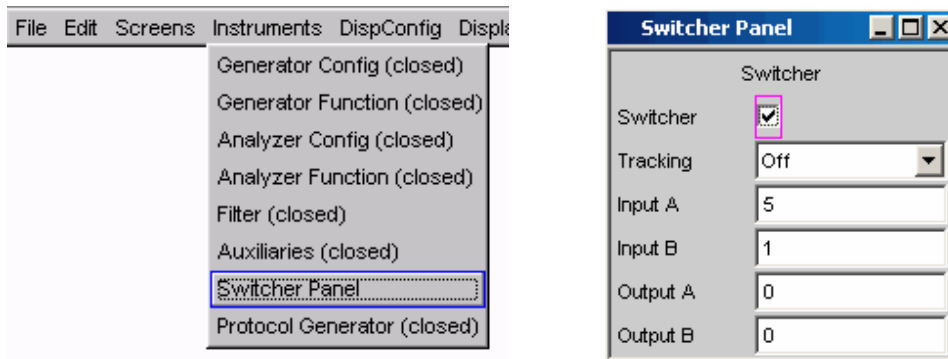 File Edit Screens Instruments DispConfig Displa
Generator Config (closed)
Generator Function (closed)
Analyzer Config (closed)
Analyzer Function (closed)
Filter (closed)
Auxiliaries (closed)
Switcher Panel
Protocol Generator (closed)
Switcher Panel
Switcher
Switcher
Tracking Off
Input A 5
Input B 1
Output A 0
Output B 0